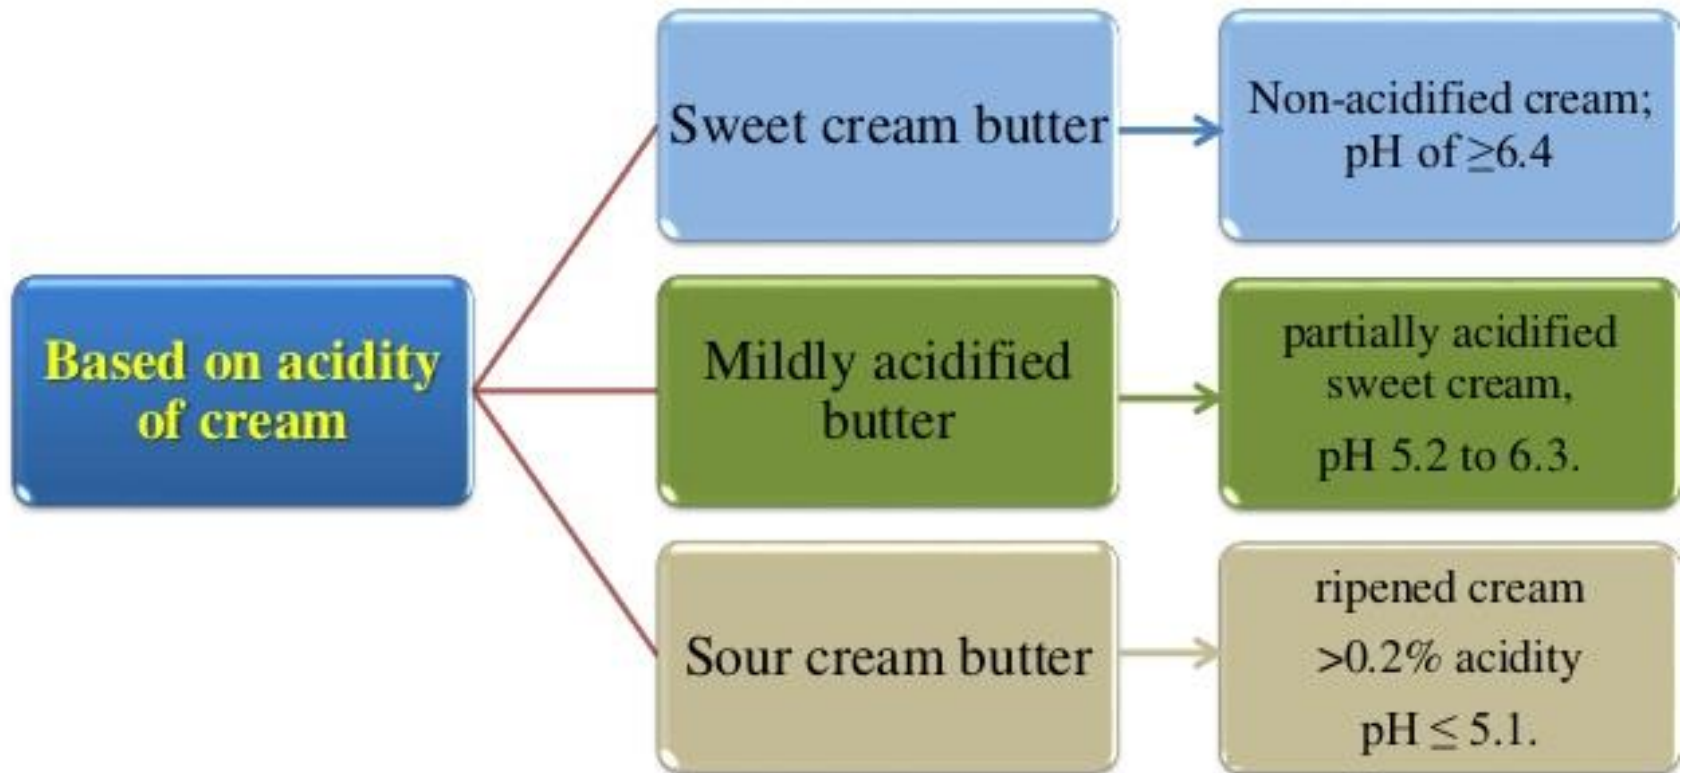 Based on acidity
of cream
Sweet cream butter
Non-acidified cream;
pH of ≥6.4
Mildly acidified
butter
partially acidified
sweet cream,
pH 5.2 to 6.3.
Sour cream butter
ripened cream
>0.2% acidity
pH ≤ 5.1.